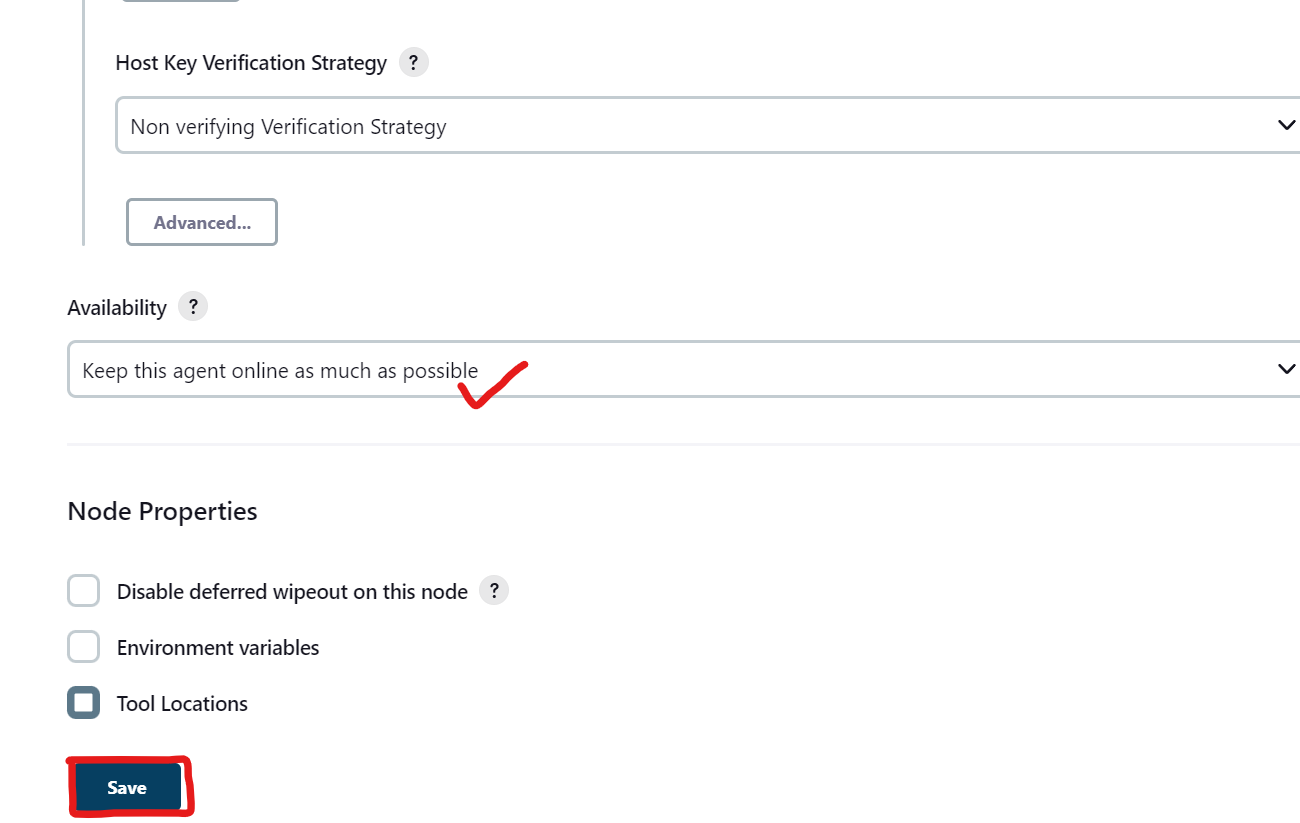 Host Key Verification Strategy ?
Non verifying Verification Strategy
Advanced...
Availability ?
Keep this agent online as much as possible
Node Properties
Disable deferred wipeout on this node ?
Environment variables
Tool Locations
Save